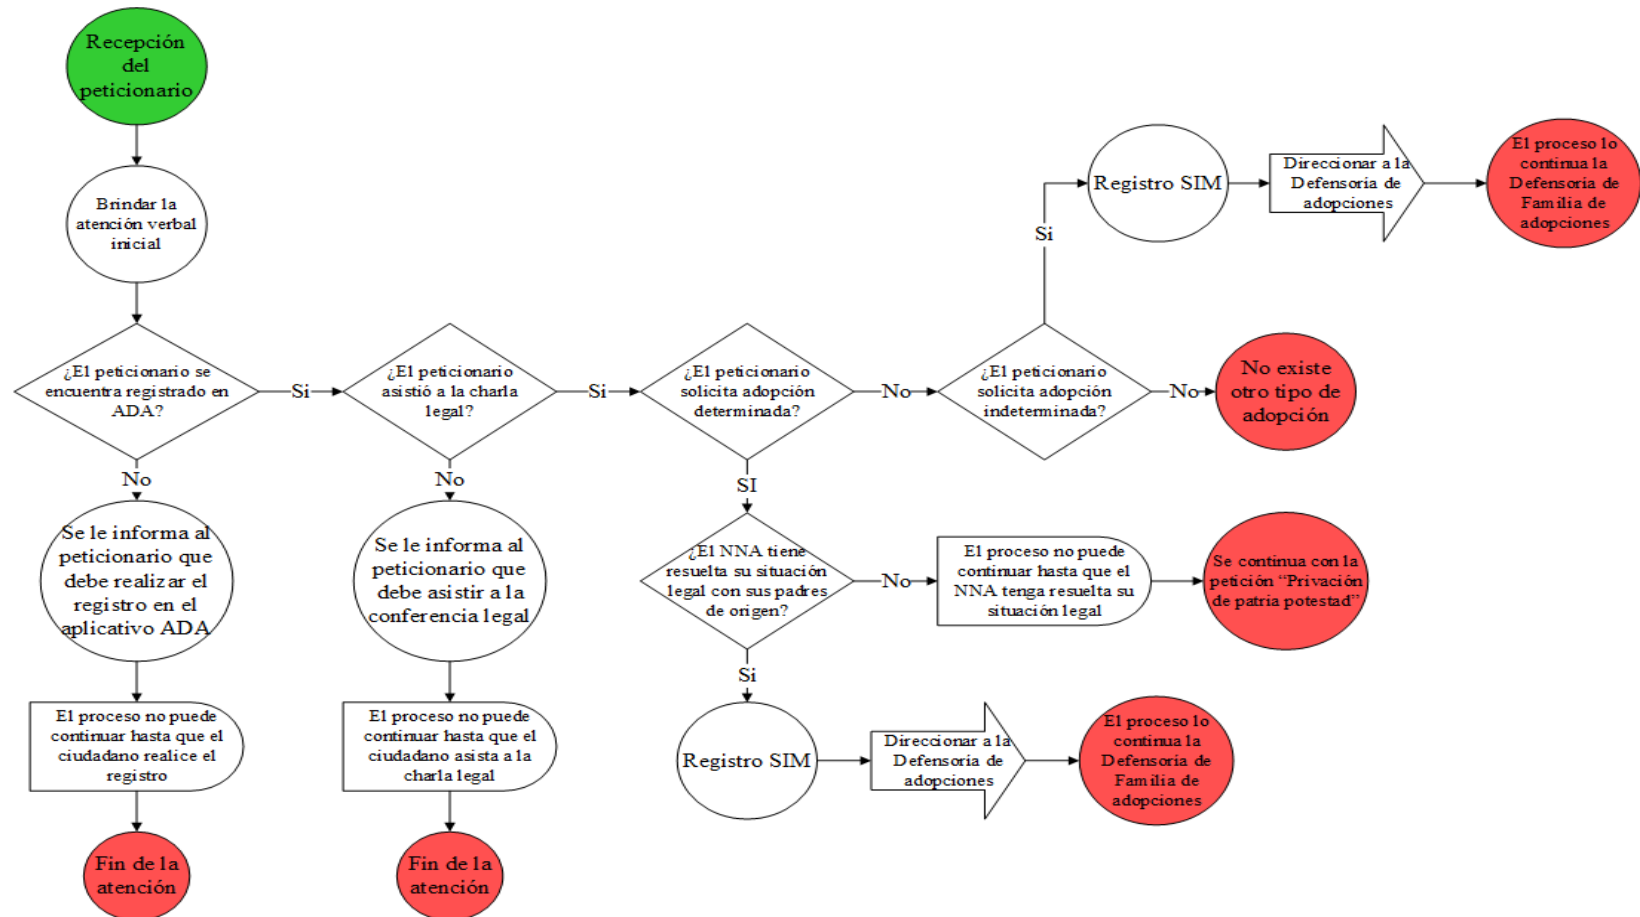 Recepción
del
peticionario
Brindar la
atención verbal
inicial
¿El peticionario se
encuentra registrado en
ADA?
Si
¿El peticionario
asistió a la charla
legal?
Si
¿El peticionario
solicita adopción
determinada?
No
¿El peticionario
solicita adopción
indeterminada?
No
No existe
otro tipo de
adopción
Si
Registro SIM
Direccionar a la
Defensoría de
adopciones
El proceso lo
continua la
Defensoría de
Familia de
adopciones
No
Se le informa al
peticionario que
debe realizar el
registro en el
aplicativo ADA
El proceso no puede
continuar hasta que el
ciudadano realice el
registro
Fin de la
atención
No
Se le informa al
peticionario que
debe asistir a la
conferencia legal
El proceso no puede
continuar hasta que el
ciudadano asista a la
charla legal
Fin de la
atención
SI
¿El NNA tiene
resuelta su situación
legal con sus padres
de origen?
No
El proceso no puede
continuar hasta que el
NNA tenga resuelta su
situación legal
Se continua con la
petición “Privación
de patria potestad”
Si
Registro SIM
Direccionar a la
Defensoría de
adopciones
El proceso lo
continua la
Defensoría de
Familia de
adopciones